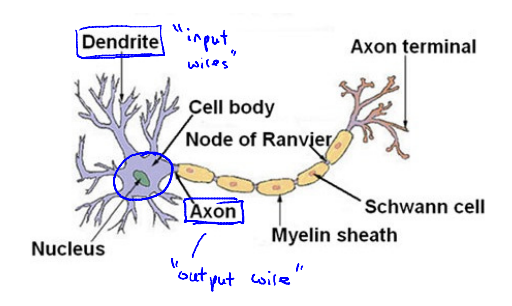 Dendrite
"input
wires"
Axon terminal
Cell body
Node of Ranvier
Axon
Schwann cell
Myelin sheath
Nucleus
"output wire"